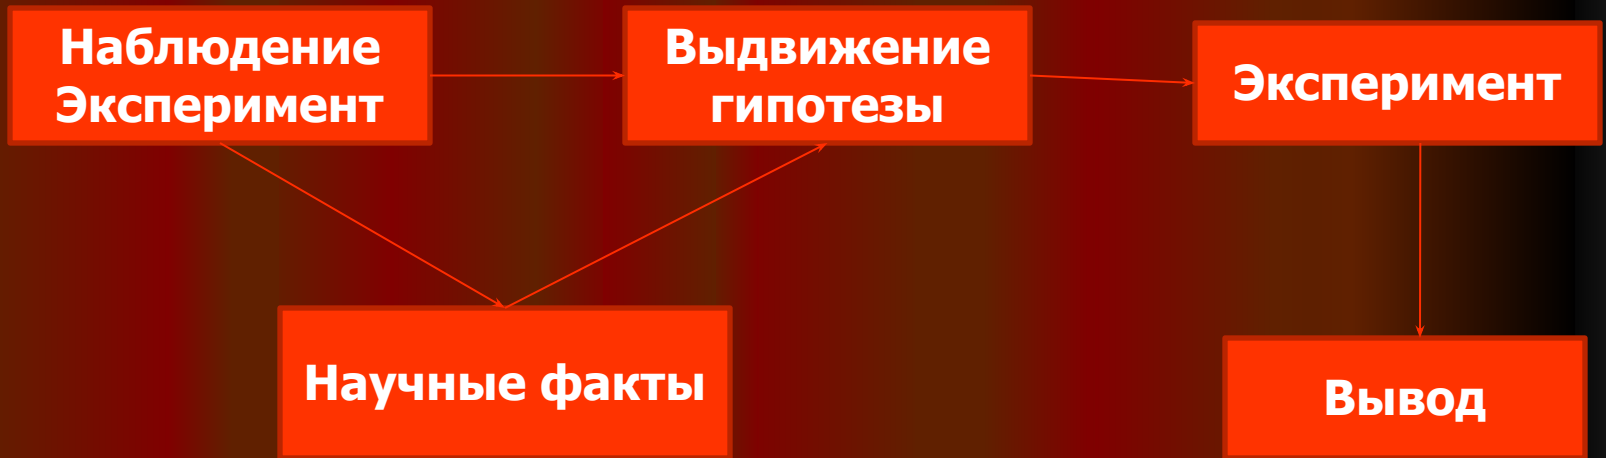 Наблюдение
Эксперимент
Выдвижение
гипотезы
Эксперимент
Научные факты
Вывод